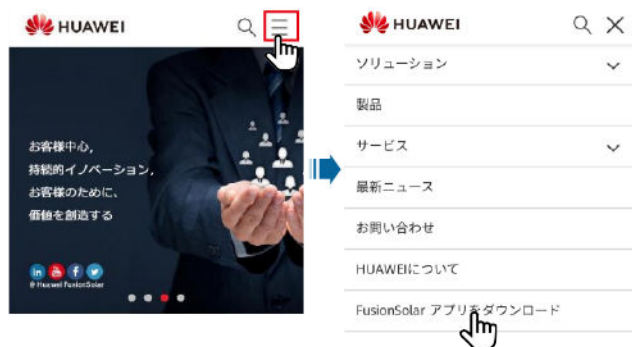 HUAWEI
お客様中心,
持続的イノベーション,
お客様のために、
価値を創造する
@ Huawei FusionSolar
HUAWEI
ソリューション
製品
サービス
最新ニュース
お問い合わせ
HUAWEIについて
FusionSolar アプリをダウンロード